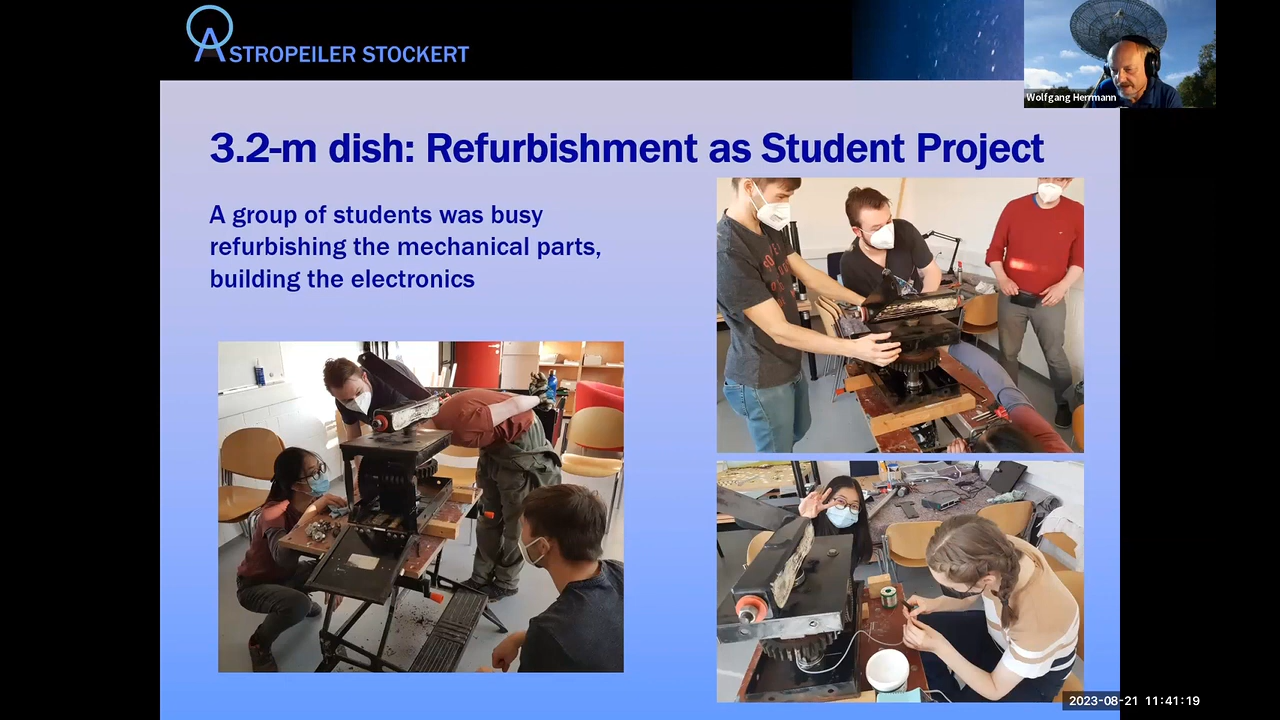 ASTROPEILER STOCKERT
Wolfgang Herrmann
3.2-m dish: Refurbishment as Student Project
A group of students was busy
refurbishing the mechanical parts,
building the electronics
2023-08-21 11:41:19